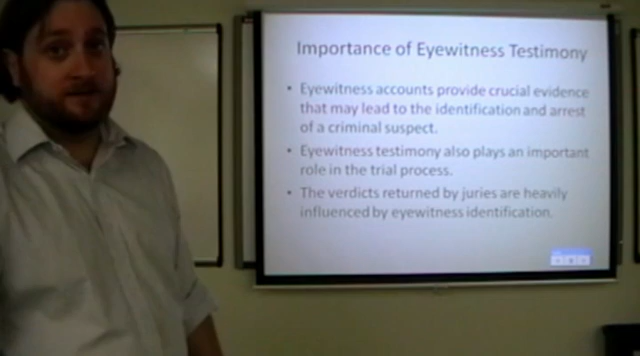 Importance of Eyewitness Testimony
• Eyewitness accounts provide crucial evidence
that may lead to the identification and arrest
of a criminal suspect.
• Eyewitness testimony also plays an important
role in the trial process.
• The verdicts returned by juries are heavily
influenced by eyewitness identification.